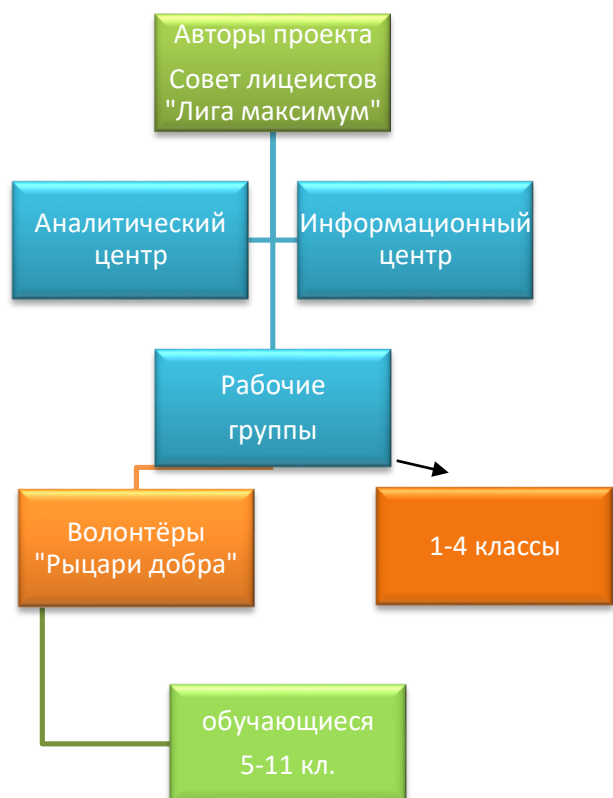 Авторы проекта
Совет лицеистов
"Лига максимум"
Аналитический
центр
Информационный
центр
Рабочие
группы
Волонтёры
"Рыцари добра"
1-4 классы
обучающиеся
5-11 кл.